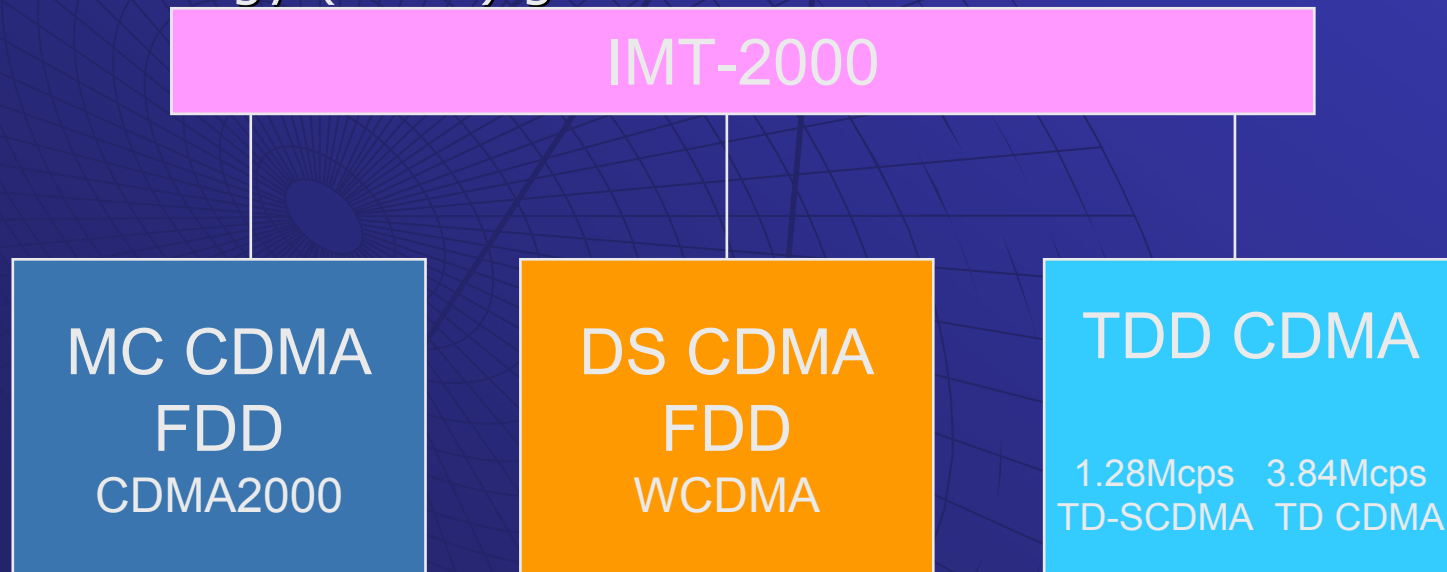 IMT-2000
MC CDMA
FDD
CDMA2000
DS CDMA
FDD
WCDMA
TDD CDMA
1.28Mcps 3.84Mcps
TD-SCDMA TD CDMA